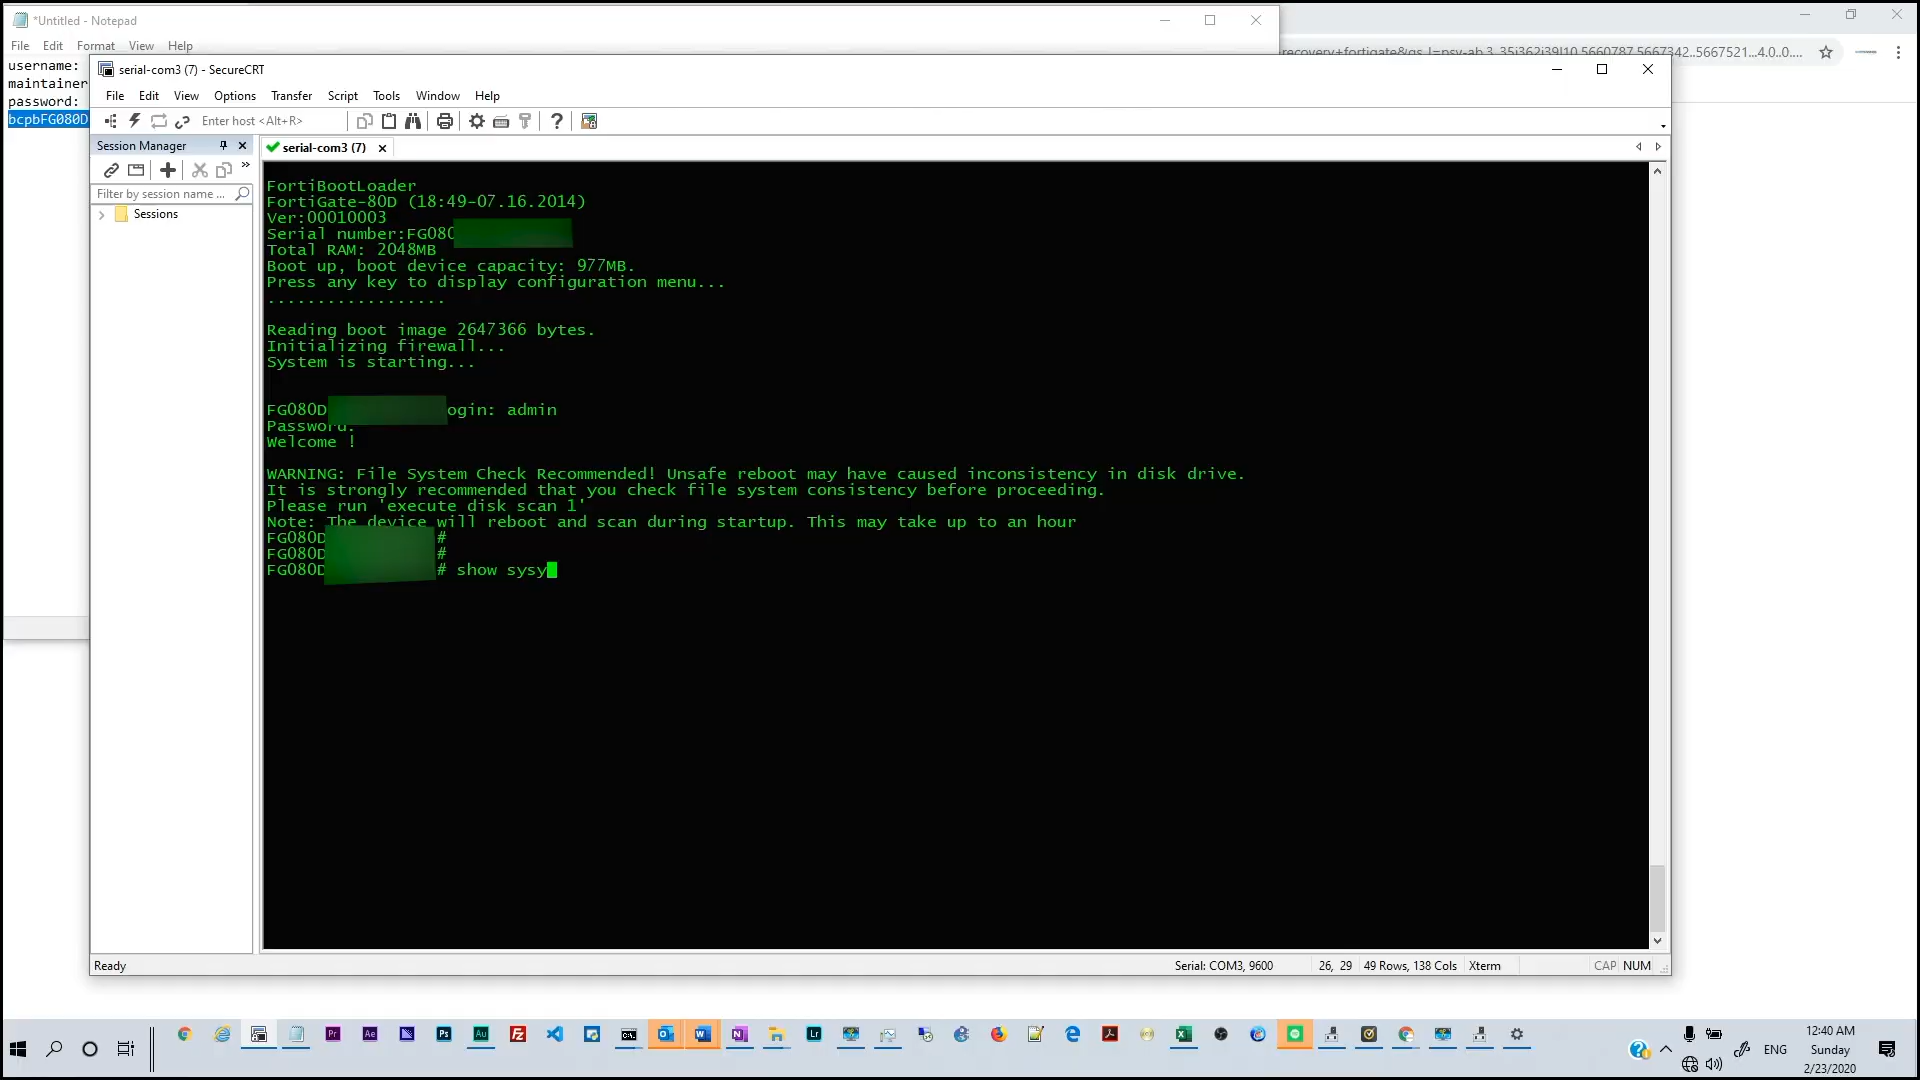 *Untitled - Notepad
File Edit Format View Help
username:
maintainer
password:
bcpbFG080D
serial-com3 (7) - SecureCRT
File Edit View Options Transfer Script Tools Window Help
Enter host <Alt+R>
Session Manager
serial-com3 (7)
Filter by session name ...
Sessions
FortiBootLoader
FortiGate-80D (18:49-07.16.2014)
Ver:00010003
Serial number:FG080
Total RAM: 2048MB
Boot up, boot device capacity: 977MB.
Press any key to display configuration menu...
..................
Reading boot image 2647366 bytes.
Initializing firewall...
System is starting...
FG080D ogin: admin
Password:
Welcome !
WARNING: File System Check Recommended! Unsafe reboot may have caused inconsistency in disk drive.
It is strongly recommended that you check file system consistency before proceeding.
Please run 'execute disk scan 1'
Note: The device will reboot and scan during startup. This may take up to an hour
FG080D #
FG080D #
FG080D # show sysy
Ready
Serial: COM3, 9600 26, 29 49 Rows, 138 Cols Xterm CAP NUM
12:40 AM
ENG Sunday
2/23/2020